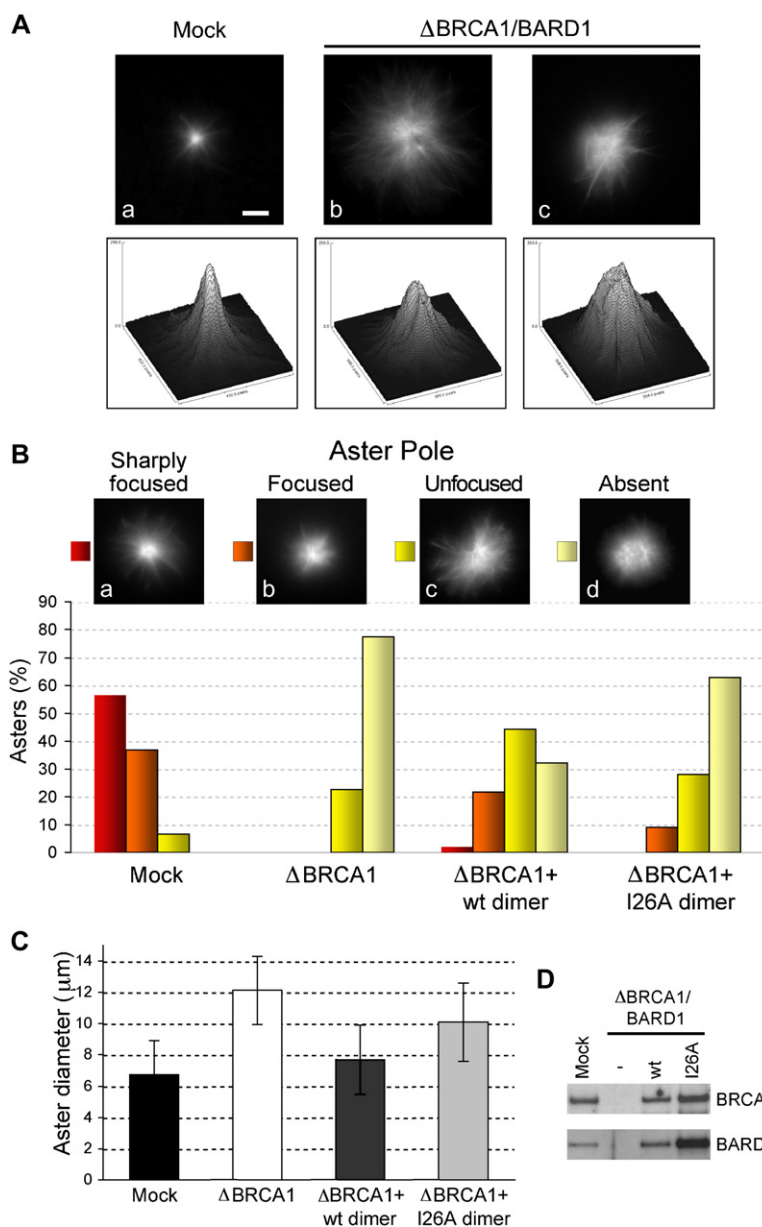 A
Mock
ΔBRCA1/BARD1
a
b
c
B
Aster Pole
Sharply focused
Focused
Unfocused
Absent
a
b
c
d
Asters (%)
90
80
70
60
50
40
30
20
10
0
Mock
ΔBRCA1
ΔBRCA1+ wt dimer
ΔBRCA1+ I26A dimer
C
Aster diameter (μm)
14
12
10
8
6
4
2
0
Mock
ΔBRCA1
ΔBRCA1+ wt dimer
ΔBRCA1+ I26A dimer
D
ΔBRCA1/ BARD1
Mock
-
wt
I26A
BRCA
BARD